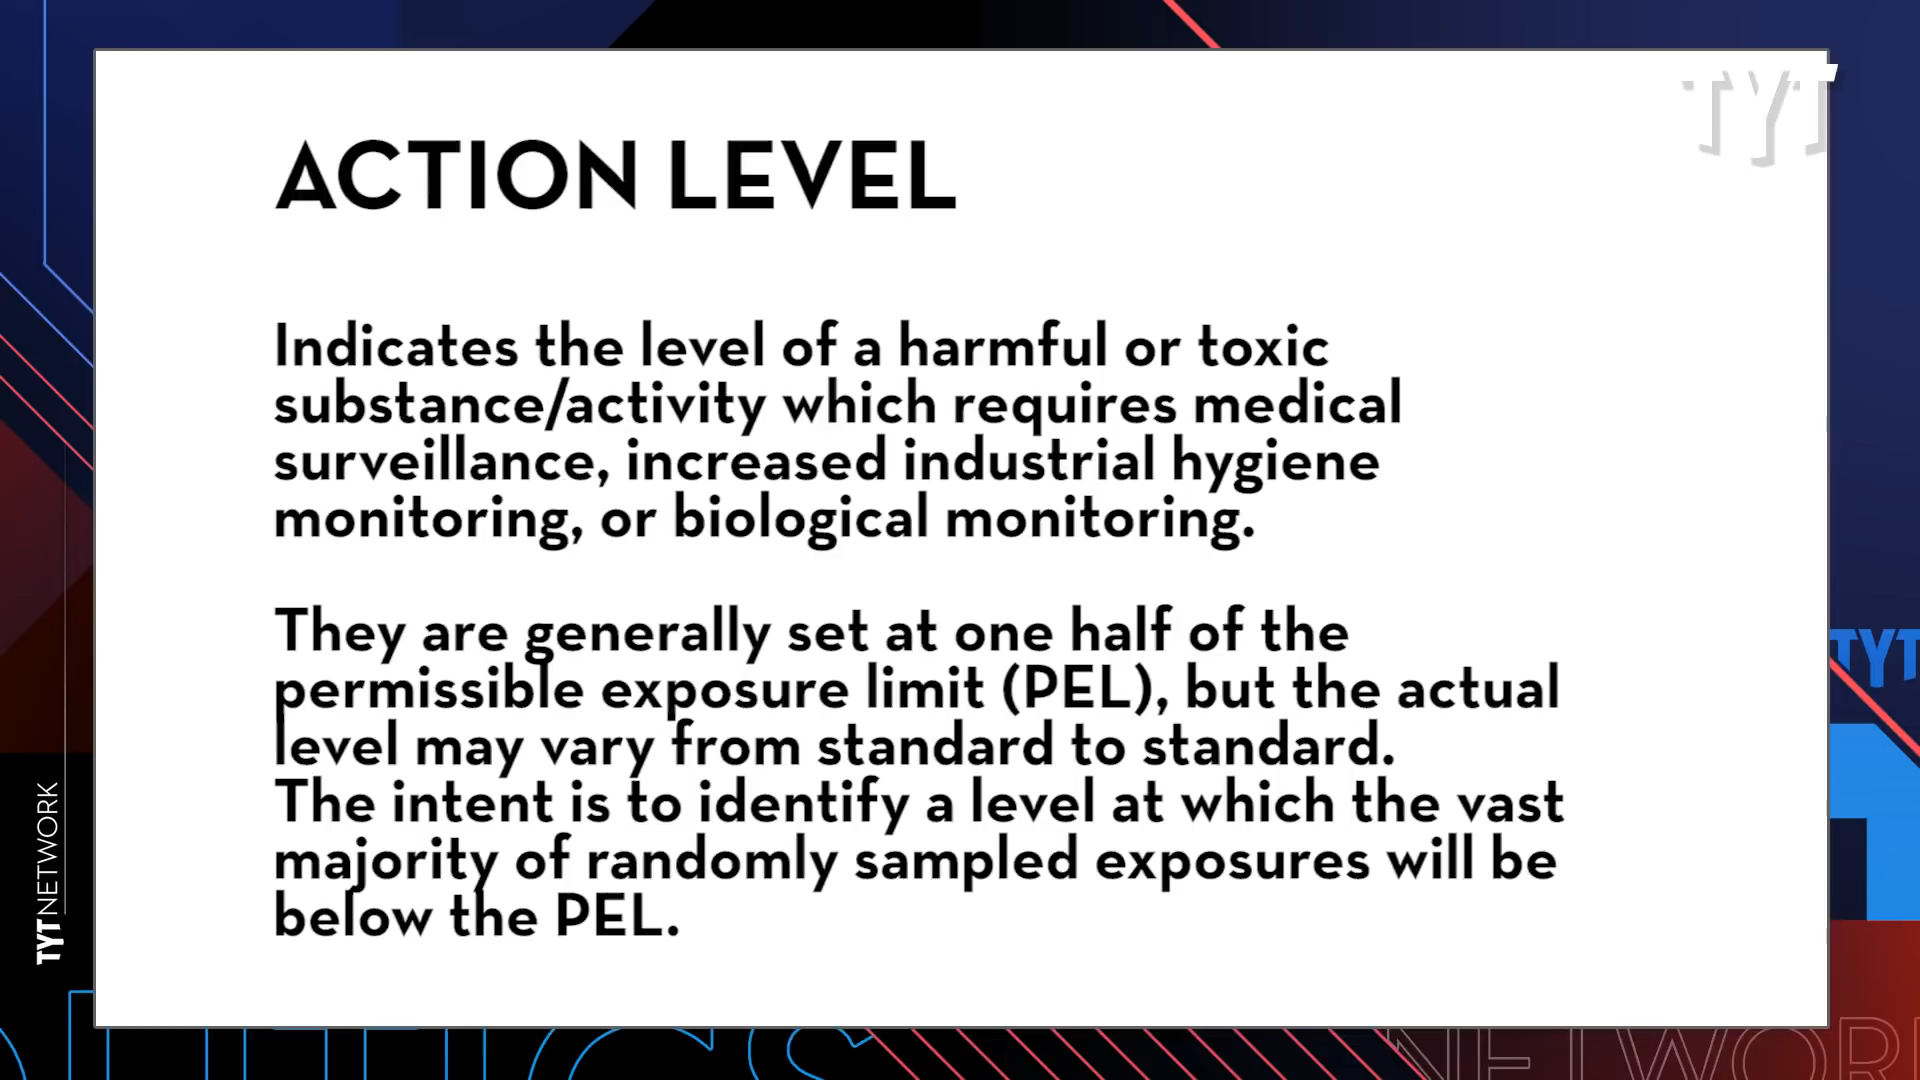 TYT
ACTION LEVEL
Indicates the level of a harmful or toxic
substance/activity which requires medical
surveillance, increased industrial hygiene
monitoring, or biological monitoring.
They are generally set at one half of the
permissible exposure limit (PEL), but the actual
level may vary from standard to standard.
The intent is to identify a level at which the vast
majority of randomly sampled exposures will be
below the PEL.
TYT
TYTNETWORK
NETWOR